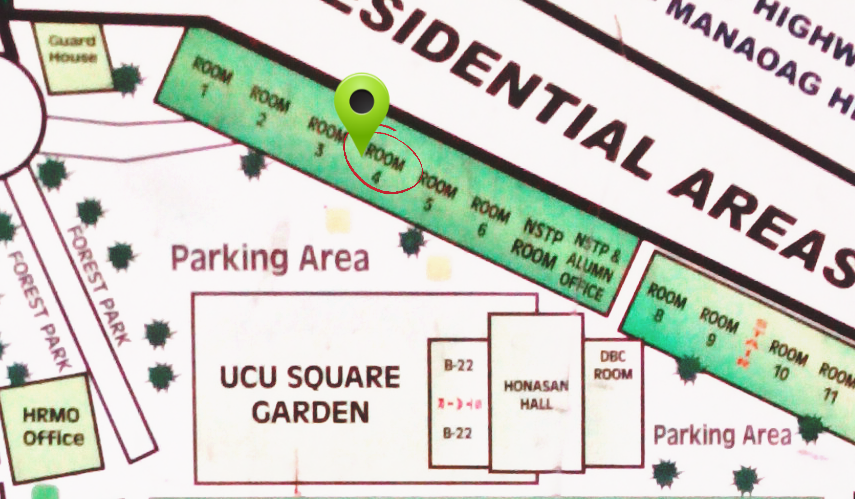 HIGHW
MANAOAG H
ESIDENTIAL AREAS
Guard
House
ROOM
1
ROOM
2
ROOM
3
ROOM
4
ROOM
5
ROOM
6
NSTP
ROOM
NSTP &
ALUMN
OFFICE
ROOM
8
ROOM
9
STAIR
ROOM
10
ROOM
11
FOREST PARK
FOREST PARK
Parking Area
UCU SQUARE
GARDEN
B-22
B-22
HONASAN
HALL
DBC
ROOM
HRMO
Office
Parking Area